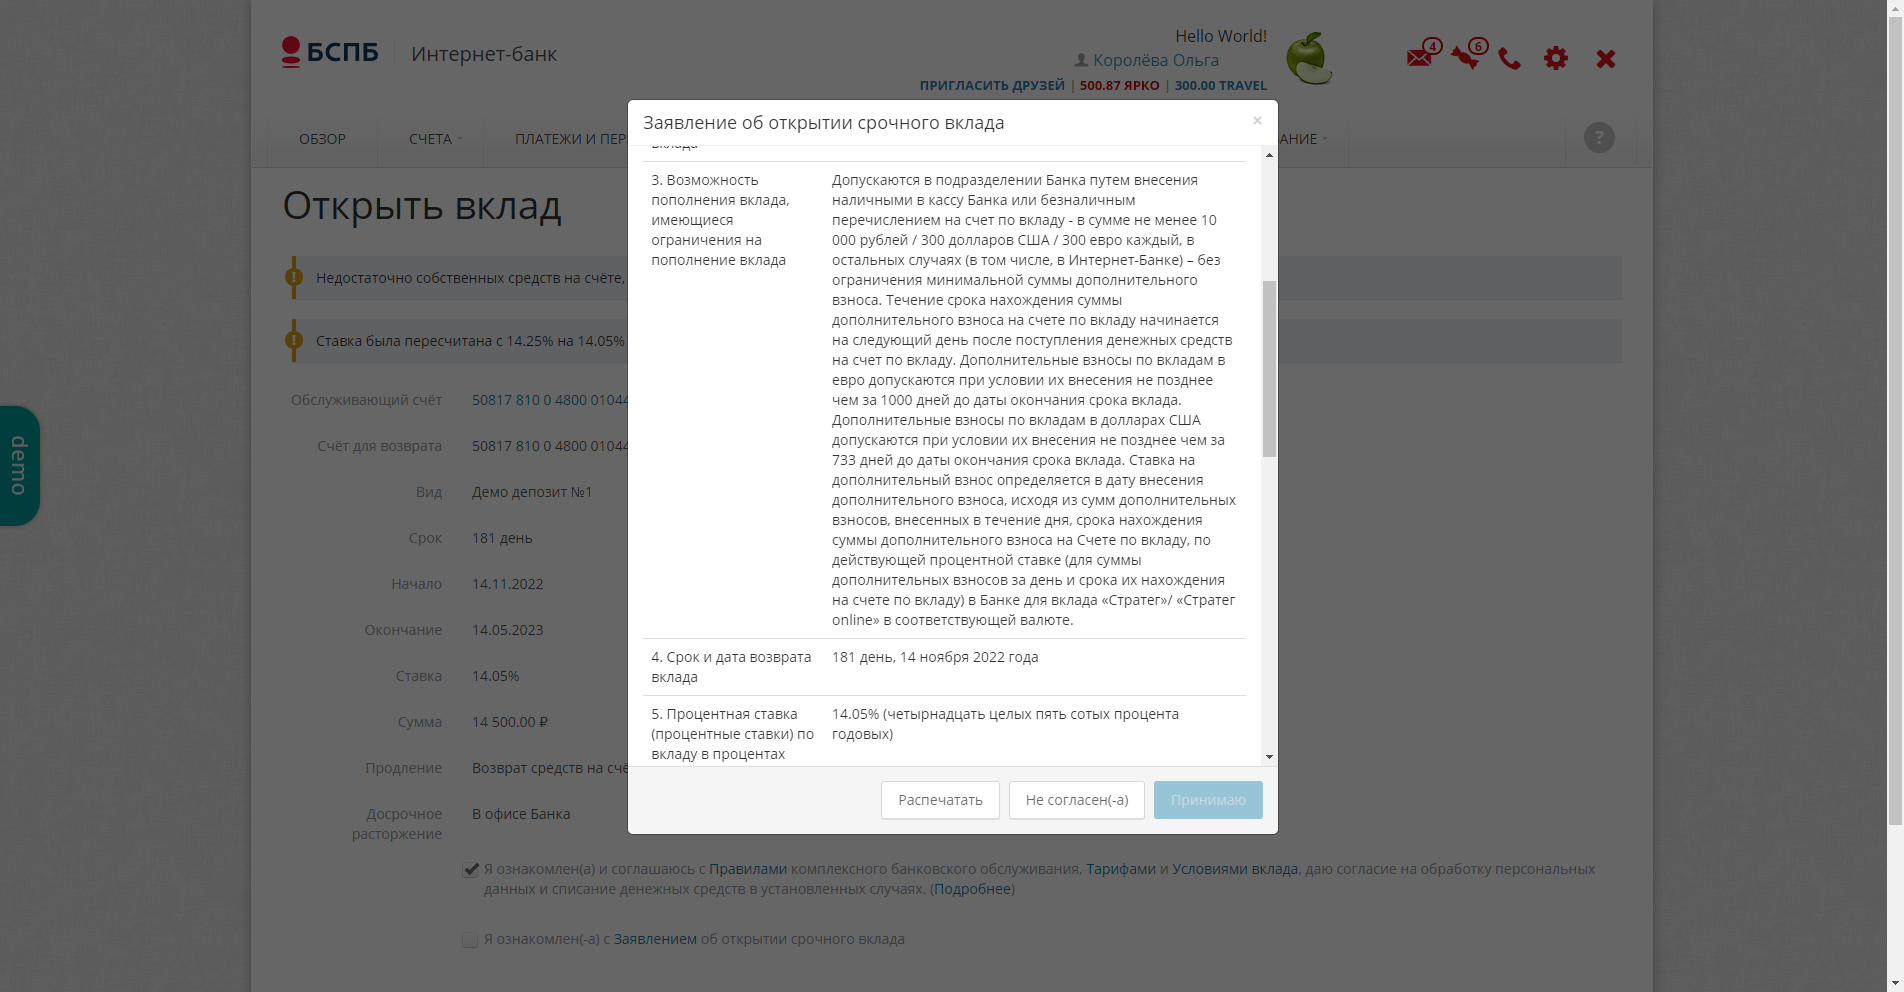 БСПБ
Интернет-банк
Hello World!
Королёва Ольга
ПРИГЛАСИТЬ ДРУЗЕЙ | 500.87 ЯРКО | 300.00 TRAVEL
4
6
ОБЗОР
СЧЕТА
ПЛАТЕЖИ И ПЕР
АНИЕ
?
Открыть вклад
Недостаточно собственных средств на счёте,
Ставка была пересчитана с 14.25% на 14.05%
Обслуживающий счёт
50817 810 0 4800 01044
Счёт для возврата
50817 810 0 4800 01044
Вид
Демо депозит №1
Срок
181 день
Начало
14.11.2022
Окончание
14.05.2023
Ставка
14.05%
Сумма
14 500.00 ₽
Продление
Возврат средств на счё
Досрочное
расторжение
В офисе Банка
Я ознакомлен(а) и соглашаюсь с Правилами комплексного банковского обслуживания, Тарифами и Условиями вклада, даю согласие на обработку персональных
данных и списание денежных средств в установленных случаях. (Подробнее)
Я ознакомлен(-а) с Заявлением об открытии срочного вклада
demo
Заявление об открытии срочного вклада
×
вклада
3. Возможность
пополнения вклада,
имеющиеся
ограничения на
пополнение вклада
Допускаются в подразделении Банка путем внесения
наличными в кассу Банка или безналичным
перечислением на счет по вкладу - в сумме не менее 10
000 рублей / 300 долларов США / 300 евро каждый, в
остальных случаях (в том числе, в Интернет-Банке) – без
ограничения минимальной суммы дополнительного
взноса. Течение срока нахождения суммы
дополнительного взноса на счете по вкладу начинается
на следующий день после поступления денежных средств
на счет по вкладу. Дополнительные взносы по вкладам в
евро допускаются при условии их внесения не позднее
чем за 1000 дней до даты окончания срока вклада.
Дополнительные взносы по вкладам в долларах США
допускаются при условии их внесения не позднее чем за
733 дней до даты окончания срока вклада. Ставка на
дополнительный взнос определяется в дату внесения
дополнительного взноса, исходя из сумм дополнительных
взносов, внесенных в течение дня, срока нахождения
суммы дополнительного взноса на Счете по вкладу, по
действующей процентной ставке (для суммы
дополнительных взносов за день и срока их нахождения
на счете по вкладу) в Банке для вклада «Стратег»/ «Стратег
online» в соответствующей валюте.
4. Срок и дата возврата
вклада
181 день, 14 ноября 2022 года
5. Процентная ставка
(процентные ставки) по
вкладу в процентах
14.05% (четырнадцать целых пять сотых процента
годовых)
Распечатать
Не согласен(-а)
Принимаю